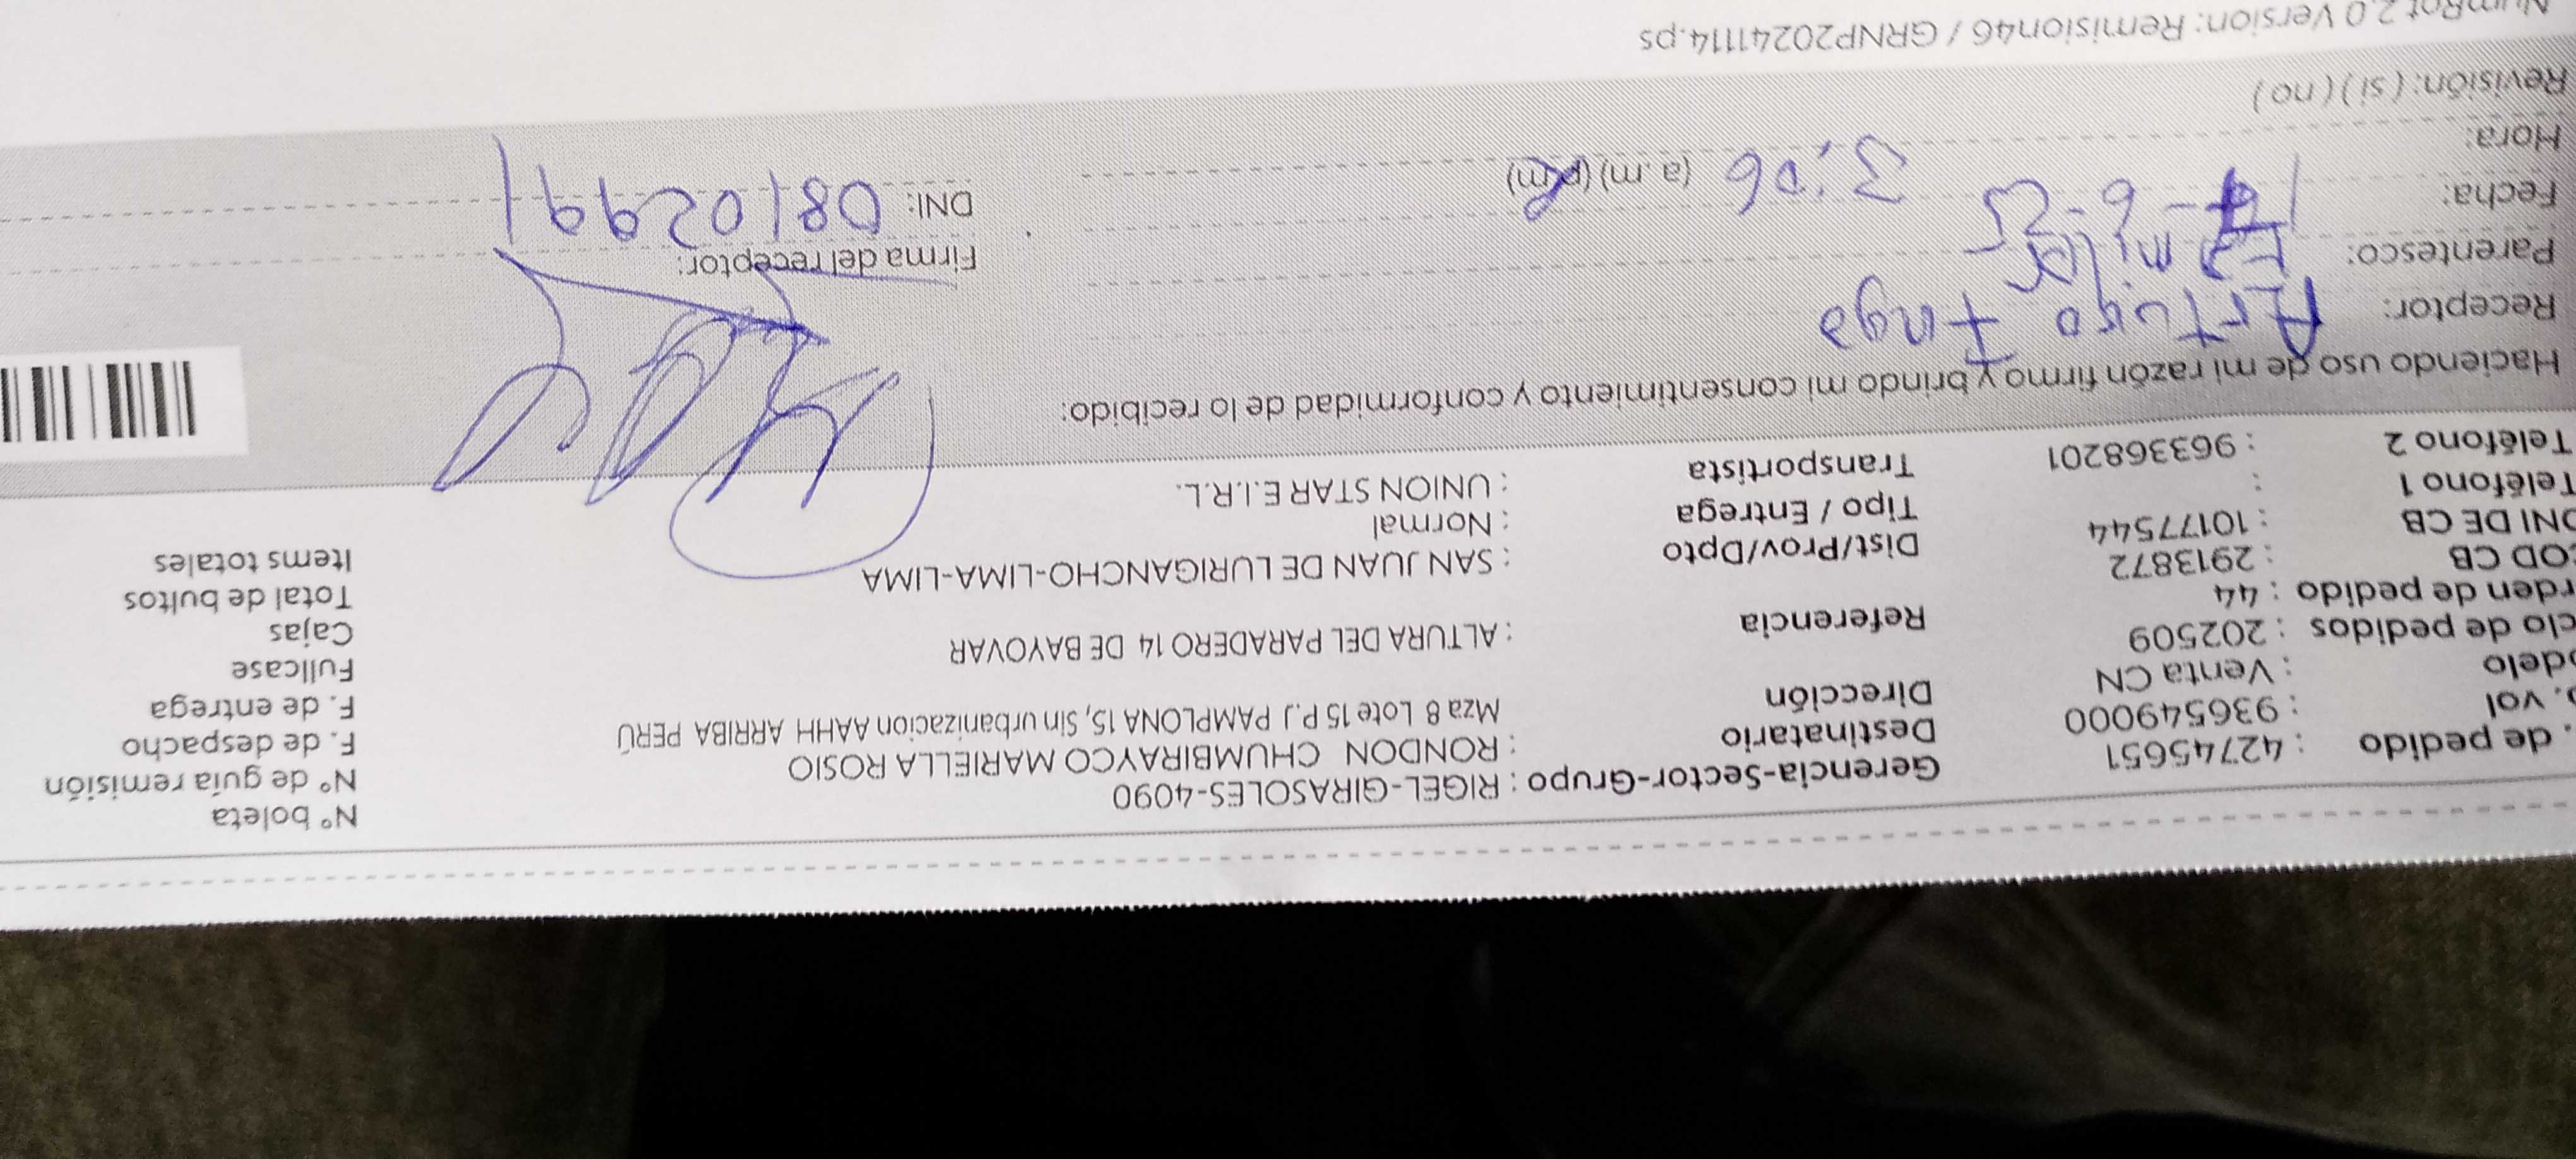 . de pedido : 42745651
o. vol : 936549000
odelo : Venta CN
clo de pedidos : 202509
rden de pedido : 44
COD CB : 2913872
DNI DE CB : 10177544
Teléfono 1 :
Teléfono 2 : 963368201
Gerencia-Sector-Grupo : RIGEL-GIRASOLES-4090
Destinatario : RONDON CHUMBIRAYCO MARIELLA ROSIO
Dirección Mza 8 Lote 15 P.J PAMPLONA 15, Sin urbanización AAHH ARRIBA PERÚ
Referencia : ALTURA DEL PARADERO 14 DE BAYOVAR
Dist/Prov/Dpto : SAN JUAN DE LURIGANCHO-LIMA-LIMA
Tipo / Entrega : Normal
Transportista : UNION STAR E.I.R.L.
N° boleta
N° de guía remisión
F. de despacho
F. de entrega
Fullcase
Cajas
Total de bultos
Items totales
Haciendo uso de mi razón firmo y brindo mi consentimiento y conformidad de lo recibido:
Receptor: Arturo
Parentesco: Familer
Fecha:
Hora: 3:06 (a.m) (p.m)
Revisión: ( si ) ( no )
Firma del receptor:
DNI: 08102991
NumRot 2.0 Version: Remision46 / GRNP20241114.ps